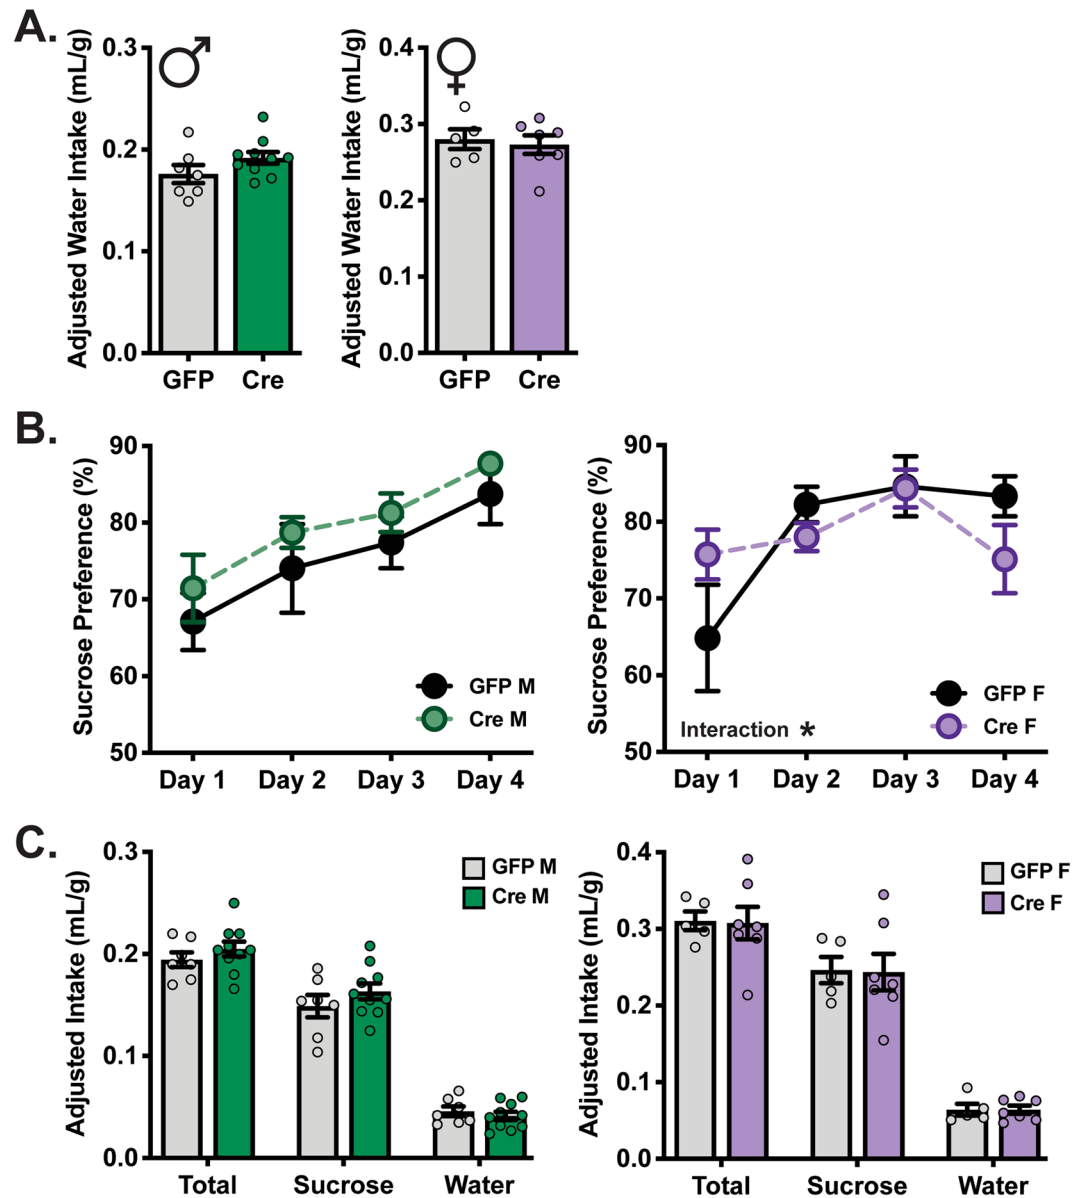 A.
Adjusted Water Intake (mL/g)
0.3
0.2
0.1
0.0
GFP Cre
Adjusted Water Intake (mL/g)
0.4
0.3
0.2
0.1
0.0
GFP Cre
B.
Sucrose Preference (%)
90
80
70
60
50
GFP M
Cre M
Day 1 Day 2 Day 3 Day 4
Sucrose Preference (%)
90
80
70
60
50
GFP F
Cre F
Interaction *
Day 1 Day 2 Day 3 Day 4
C.
Adjusted Intake (mL/g)
0.3
0.2
0.1
0.0
GFP M
Cre M
Total Sucrose Water
Adjusted Intake (mL/g)
0.4
0.3
0.2
0.1
0.0
GFP F
Cre F
Total Sucrose Water